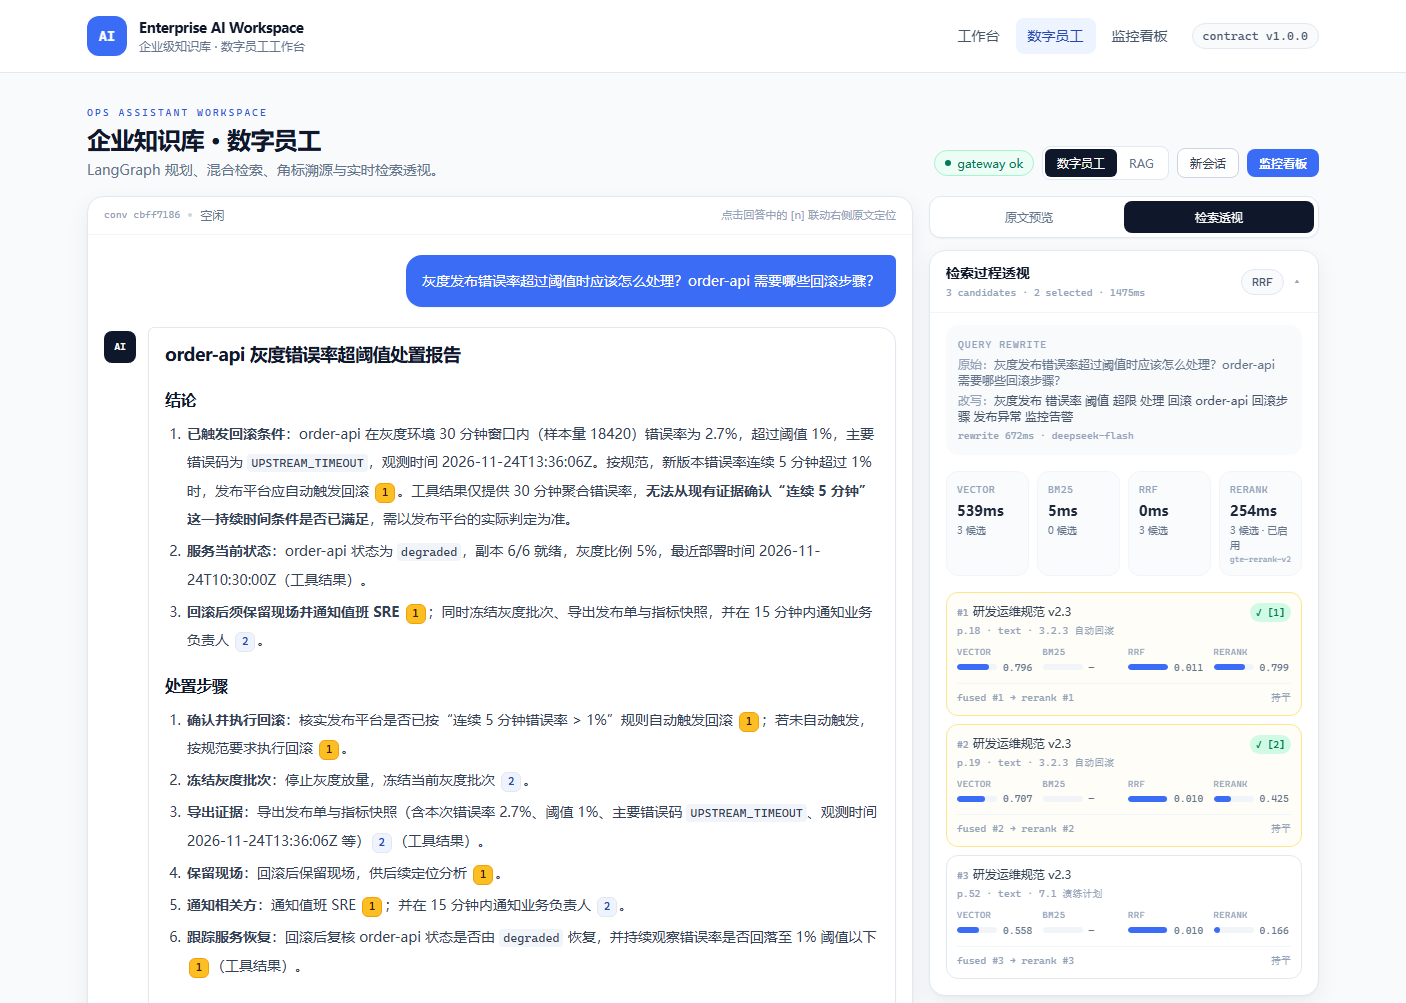 AI
Enterprise AI Workspace
企业级知识库 · 数字员工工作台
工作台
数字员工
监控看板
contract v1.0.0
OPS ASSISTANT WORKSPACE
企业知识库 · 数字员工
LangGraph 规划、混合检索、角标溯源与实时检索透视。
gateway ok
数字员工
RAG
新会话
监控看板
conv cbff7186 • 空闲
点击回答中的 [n] 联动右侧原文定位
灰度发布错误率超过阈值时应该怎么处理？order-api 需要哪些回滚步骤？
AI
order-api 灰度错误率超阈值处置报告
结论
1. 已触发回滚条件：order-api 在灰度环境 30 分钟窗口内（样本量 18420）错误率为 2.7%，超过阈值 1%，主要
错误码为 UPSTREAM_TIMEOUT，观测时间 2026-11-24T13:36:06Z。按规范，新版本错误率连续 5 分钟超过 1%
时，发布平台应自动触发回滚 1 。工具结果仅提供 30 分钟聚合错误率，无法从现有证据确认“连续 5 分钟”
这一持续时间条件是否已满足，需以发布平台的实际判定为准。
2. 服务当前状态：order-api 状态为 degraded，副本 6/6 就绪，灰度比例 5%，最近部署时间 2026-11-
24T10:30:00Z（工具结果）。
3. 回滚后须保留现场并通知值班 SRE 1 ；同时冻结灰度批次、导出发布单与指标快照，并在 15 分钟内通知业务
负责人 2 。
处置步骤
1. 确认并执行回滚：核实发布平台是否已按“连续 5 分钟错误率 > 1%”规则自动触发回滚 1 ；若未自动触发，
按规范要求执行回滚 1 。
2. 冻结灰度批次：停止灰度放量，冻结当前灰度批次 2 。
3. 导出证据：导出发布单与指标快照（含本次错误率 2.7%、阈值 1%、主要错误码 UPSTREAM_TIMEOUT、观测时间
2026-11-24T13:36:06Z 等） 2 （工具结果）。
4. 保留现场：回滚后保留现场，供后续定位分析 1 。
5. 通知相关方：通知值班 SRE 1 ；并在 15 分钟内通知业务负责人 2 。
6. 跟踪服务恢复：回滚后复核 order-api 状态是否由 degraded 恢复，并持续观察错误率是否回落至 1% 阈值以下
1 （工具结果）。
原文预览
检索透视
检索过程透视
3 candidates · 2 selected · 1475ms
RRF
QUERY REWRITE
原始：灰度发布错误率超过阈值时应该怎么处理？order-api
需要哪些回滚步骤？
改写：灰度发布 错误率 阈值 超限 处理 回滚 order-api 回滚步
骤 发布异常 监控告警
rewrite 672ms · deepseek-flash
VECTOR
539ms
3 候选
BM25
5ms
0 候选
RRF
0ms
3 候选
RERANK
254ms
3 候选 · 已启
用
gte-rerank-v2
#1 研发运维规范 v2.3
✓ [1]
p.18 · text · 3.2.3 自动回滚
VECTOR BM25 RRF RERANK
0.796 — 0.011 0.799
fused #1 → rerank #1
持平
#2 研发运维规范 v2.3
✓ [2]
p.19 · text · 3.2.3 自动回滚
VECTOR BM25 RRF RERANK
0.707 — 0.010 0.425
fused #2 → rerank #2
持平
#3 研发运维规范 v2.3
p.52 · text · 7.1 演练计划
VECTOR BM25 RRF RERANK
0.558 — 0.010 0.166
fused #3 → rerank #3
持平